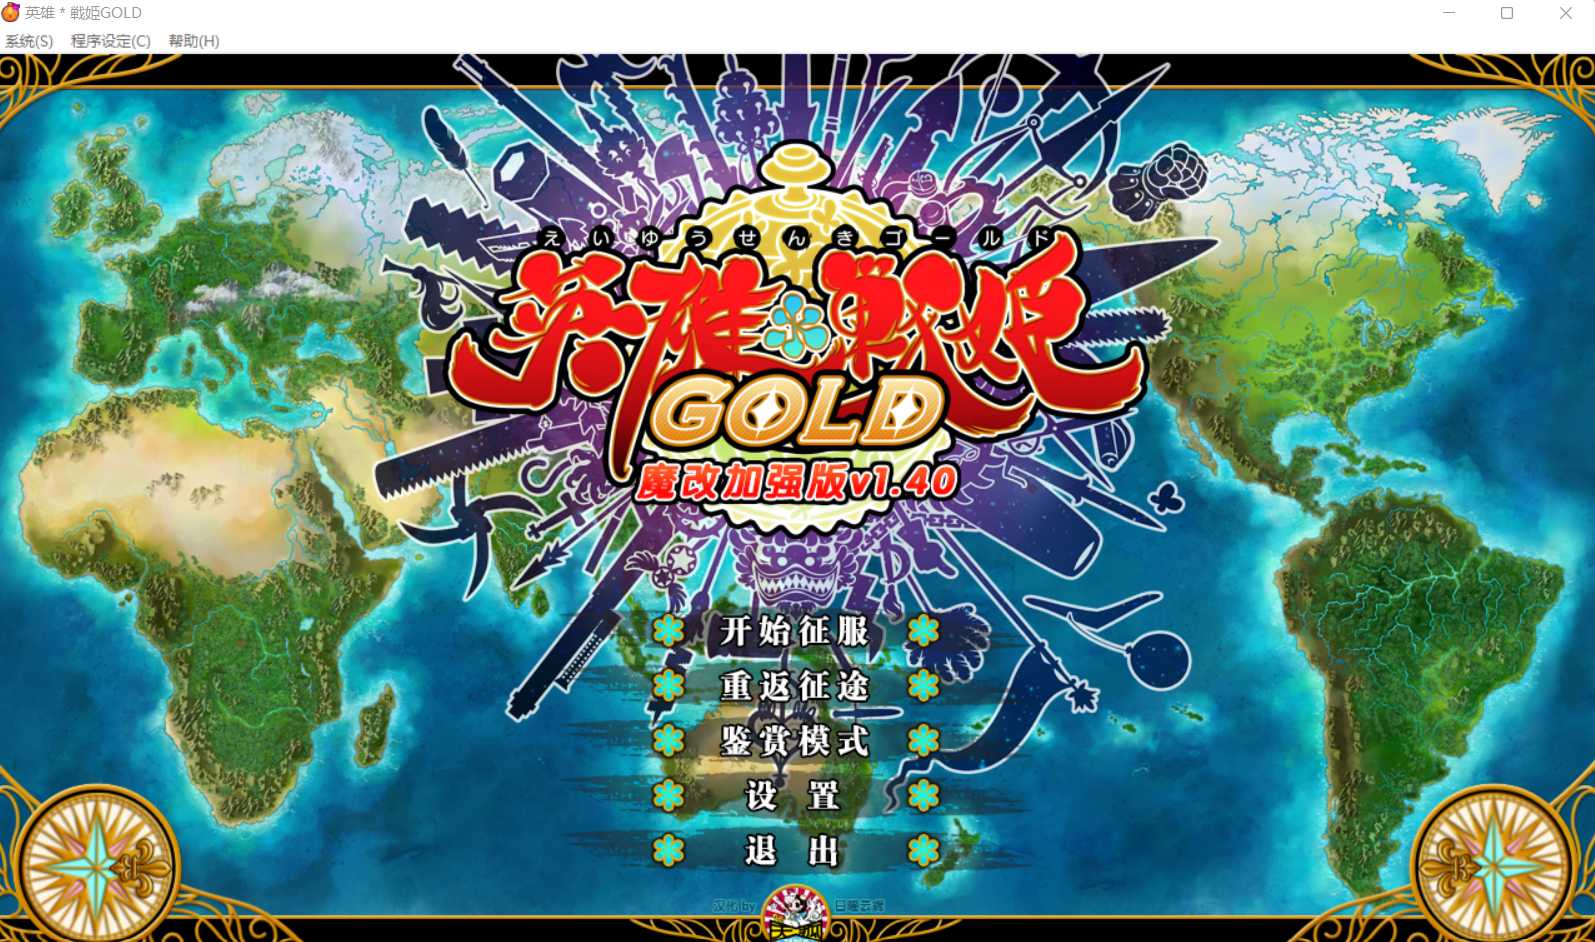 英雄*戦姫GOLD
系统(S) 程序设定(C) 帮助(H)
えいゆうせんきゴールド
英雄*戦姫
GOLD
魔改加强版v1.40
开始征服
重返征途
鉴赏模式
设置
退出
汉化by